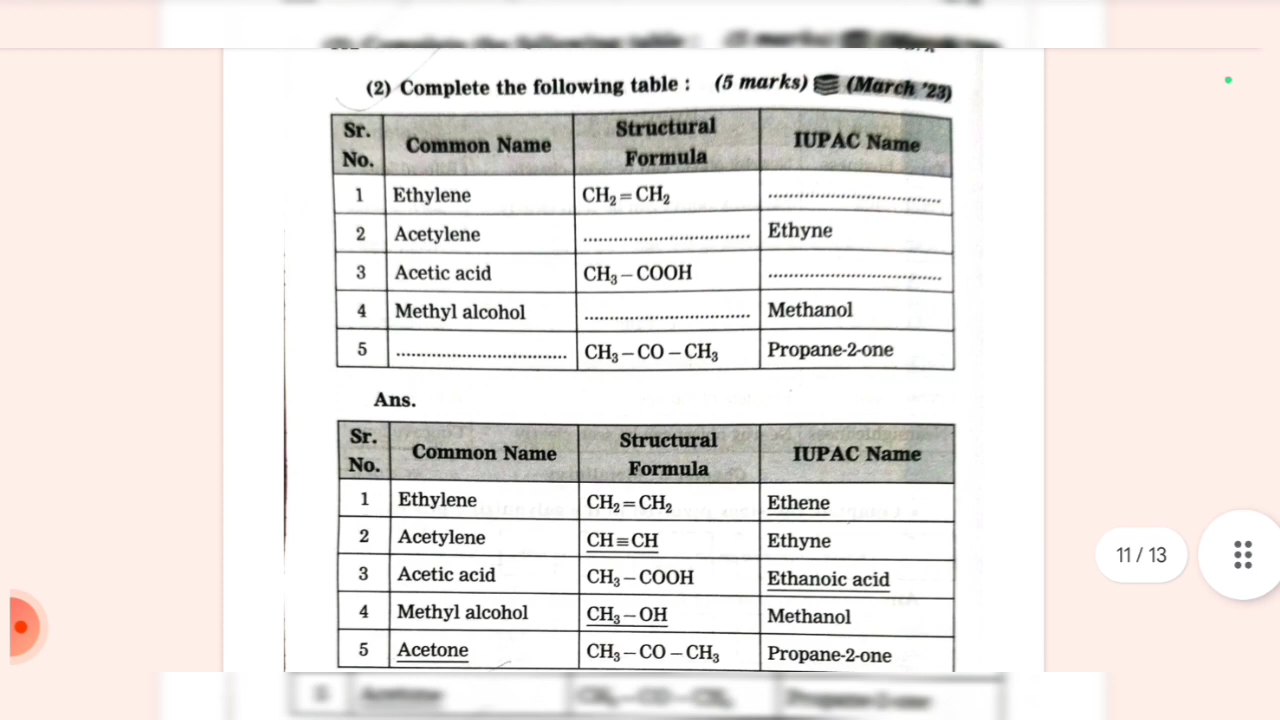 (2) Complete the following table : (5 marks) (March '23)
Sr. No. Common Name Structural Formula IUPAC Name
1 Ethylene CH₂=CH₂ ................................
2 Acetylene ................................ Ethyne
3 Acetic acid CH₃–COOH ................................
4 Methyl alcohol ................................ Methanol
5 ................................ CH₃–CO–CH₃ Propane-2-one
Ans.
Sr. No. Common Name Structural Formula IUPAC Name
1 Ethylene CH₂=CH₂ Ethene
2 Acetylene CH≡CH Ethyne
3 Acetic acid CH₃–COOH Ethanoic acid
4 Methyl alcohol CH₃–OH Methanol
5 Acetone CH₃–CO–CH₃ Propane-2-one
11 / 13